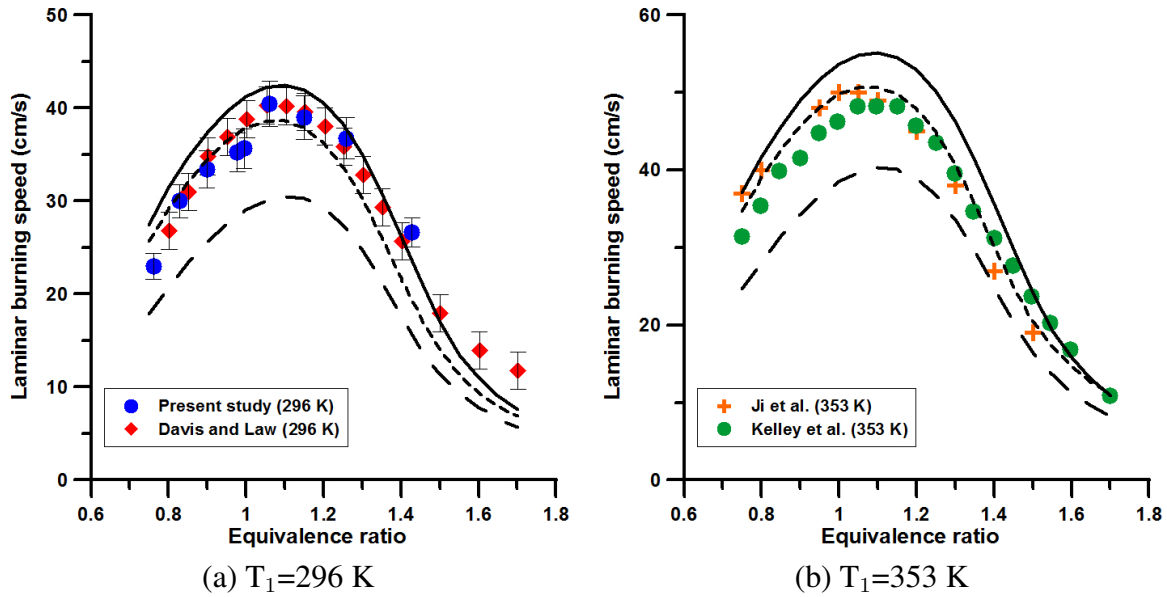 50
40
30
20
10
0
Laminar burning speed (cm/s)
0.6 0.8 1.0 1.2 1.4 1.6 1.8
Equivalence ratio
Present study (296 K)
Davis and Law (296 K)
(a) T₁=296 K
60
40
20
0
Laminar burning speed (cm/s)
0.6 0.8 1.0 1.2 1.4 1.6 1.8
Equivalence ratio
Ji et al. (353 K)
Kelley et al. (353 K)
(b) T₁=353 K